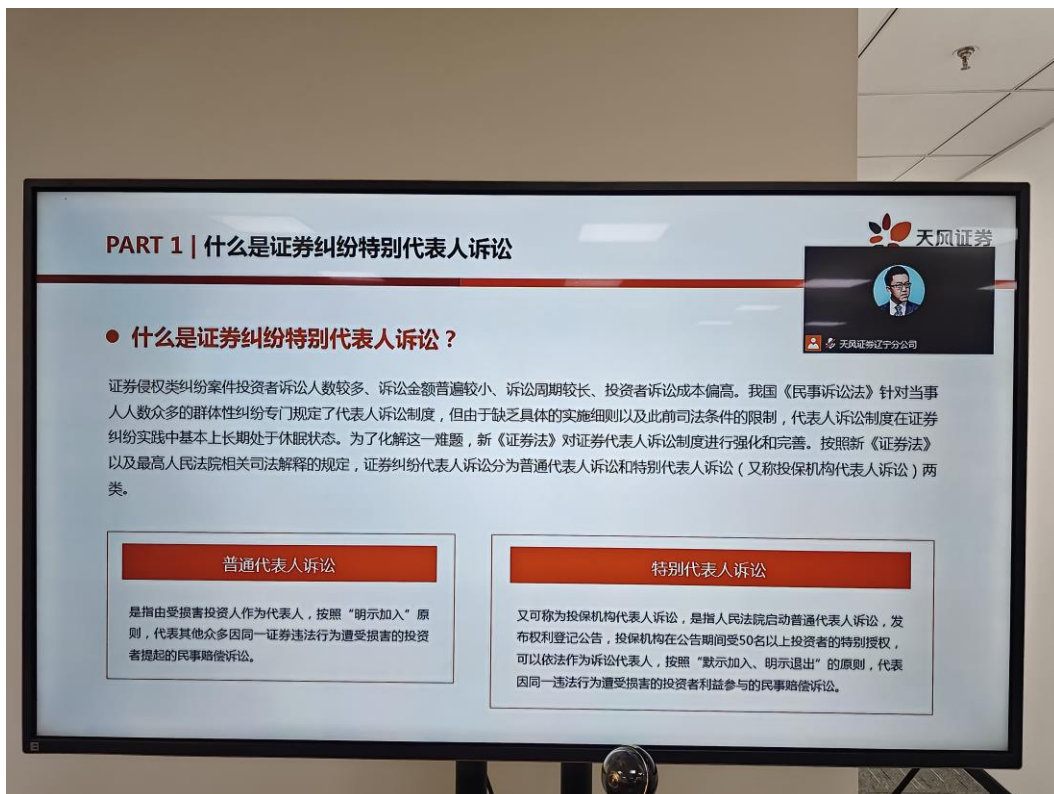 PART 1 | 什么是证券纠纷特别代表人诉讼
天风证券
天风证券辽宁分公司
● 什么是证券纠纷特别代表人诉讼？
证券侵权类纠纷案件投资者诉讼人数较多、诉讼金额普遍较小、诉讼周期较长、投资者诉讼成本偏高。我国《民事诉讼法》针对当事
人人数众多的群体性纠纷专门规定了代表人诉讼制度，但由于缺乏具体的实施细则以及此前司法条件的限制，代表人诉讼制度在证券
纠纷实践中基本上长期处于休眠状态。为了化解这一难题，新《证券法》对证券代表人诉讼制度进行强化和完善。按照新《证券法》
以及最高人民法院相关司法解释的规定，证券纠纷代表人诉讼分为普通代表人诉讼和特别代表人诉讼（又称投保机构代表人诉讼）两
类。
普通代表人诉讼
是指由受损害投资人作为代表人，按照“明示加入”原
则，代表其他众多因同一证券违法行为遭受损害的投资
者提起的民事赔偿诉讼。
特别代表人诉讼
又可称为投保机构代表人诉讼，是指人民法院启动普通代表人诉讼，发
布权利登记公告，投保机构在公告期间受50名以上投资者的特别授权，
可以依法作为诉讼代表人，按照“默示加入、明示退出”的原则，代表
因同一违法行为遭受损害的投资者利益参与的民事赔偿诉讼。